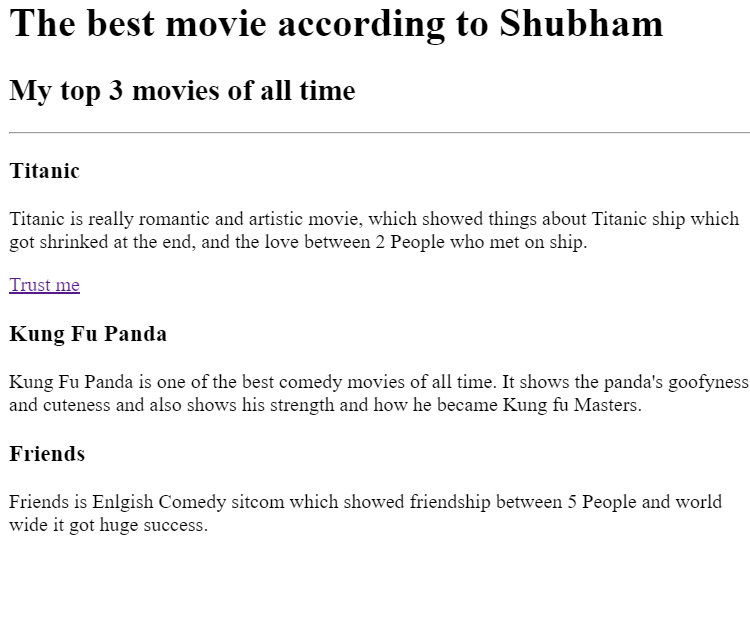 The best movie according to Shubham
My top 3 movies of all time
Titanic
Titanic is really romantic and artistic movie, which showed things about Titanic ship which
got shrinked at the end, and the love between 2 People who met on ship.
Trust me
Kung Fu Panda
Kung Fu Panda is one of the best comedy movies of all time. It shows the panda's goofyness
and cuteness and also shows his strength and how he became Kung fu Masters.
Friends
Friends is Enlgish Comedy sitcom which showed friendship between 5 People and world
wide it got huge success.